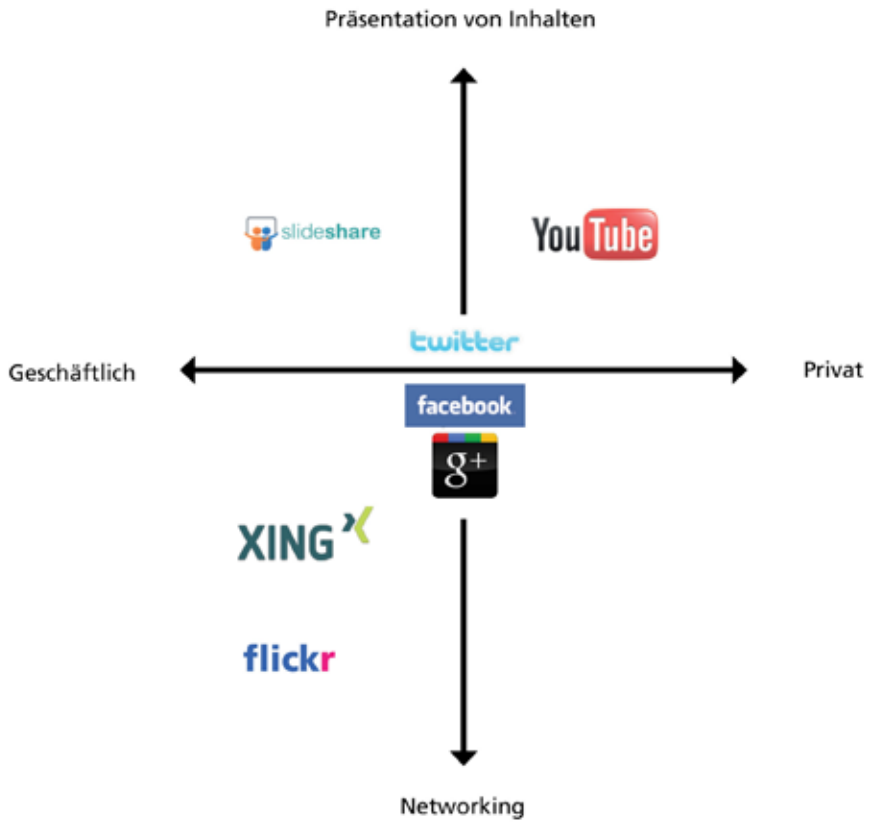 Präsentation von Inhalten
slideshare
YouTube
twitter
Geschäftlich
Privat
facebook
g+
XING
flickr
Networking